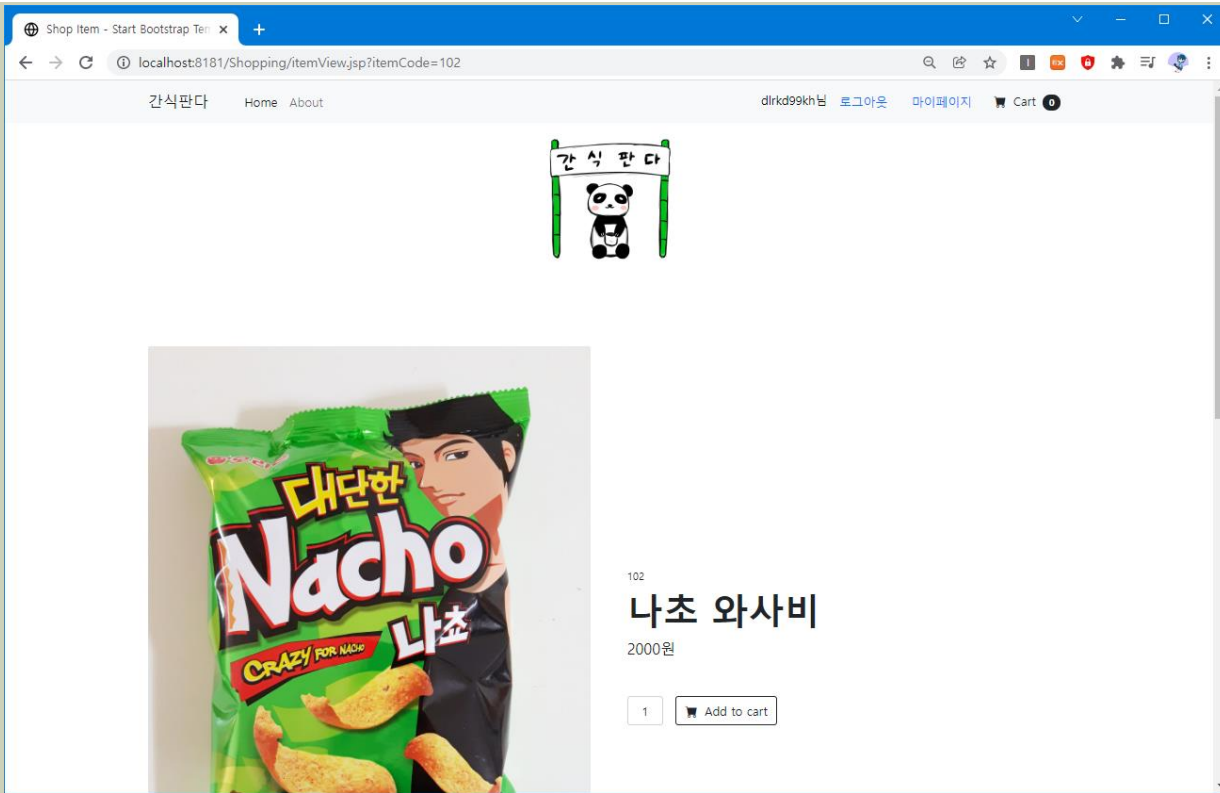 Shop Item - Start Bootstrap Tem
localhost:8181/Shopping/itemView.jsp?itemCode=102
간식판다 Home About dlrkd99kh님 로그아웃 마이페이지 Cart 0
간식판다
대단한
Nacho
나쵸
CRAZY FOR NACHO
102
나초 와사비
2000원
1 Add to cart